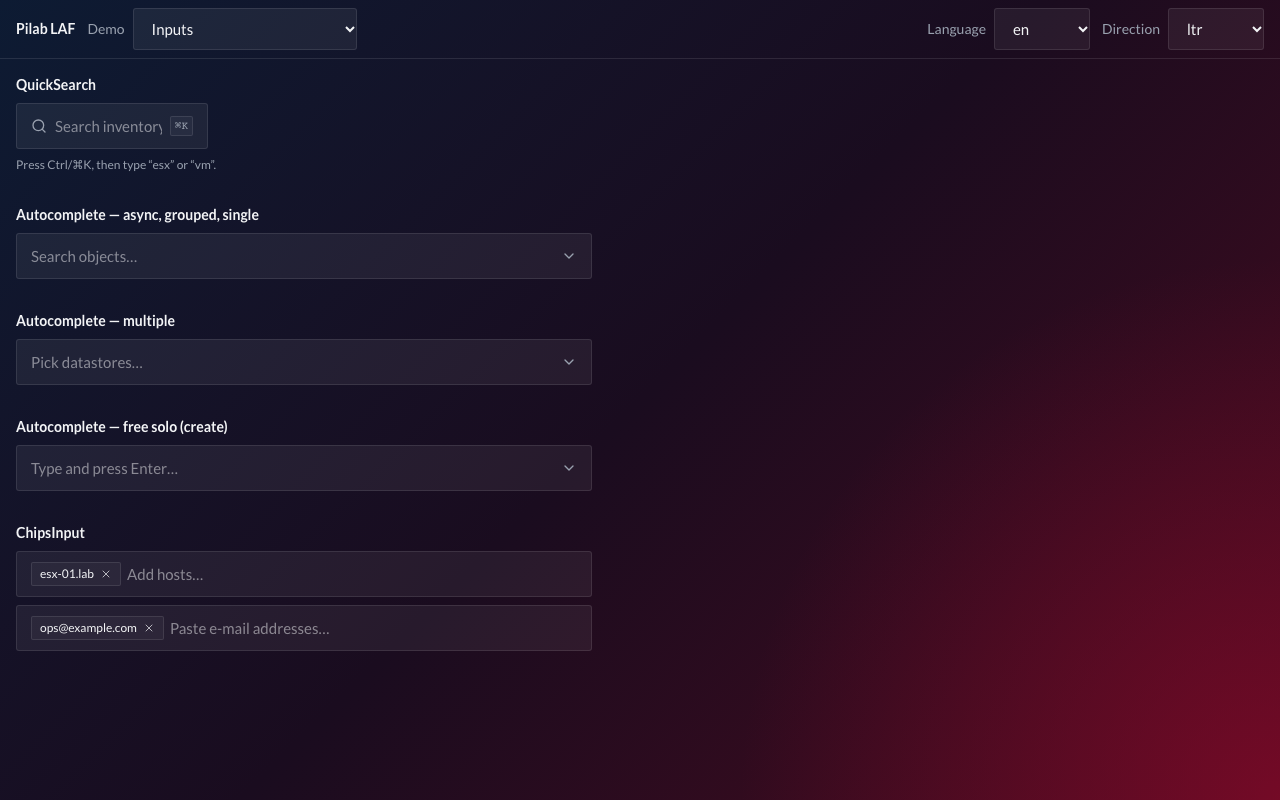 Pilab LAF Demo Inputs Language en Direction ltr
QuickSearch
Search inventory ⌘K
Press Ctrl/⌘K, then type “esx” or “vm”.
Autocomplete — async, grouped, single
Search objects…
Autocomplete — multiple
Pick datastores…
Autocomplete — free solo (create)
Type and press Enter…
ChipsInput
esx-01.lab × Add hosts…
ops@example.com × Paste e-mail addresses…